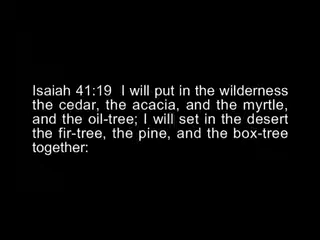 Isaiah 41:19  I will put in the wilderness
the cedar, the acacia, and the myrtle,
and the oil-tree; I will set in the desert
the fir-tree, the pine, and the box-tree
together: